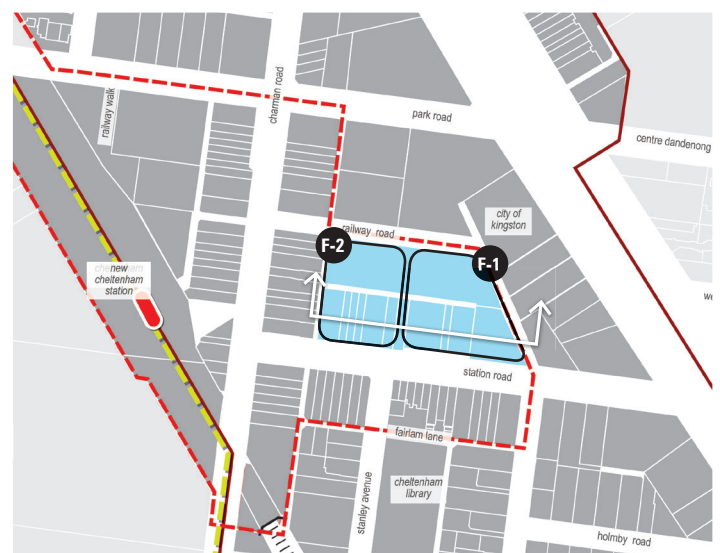 charman road
railway walk
park road
centre dandenong
city of
kingston
railway road
F-2
F-1
new
cheltenham
station
we
station road
fairlam lane
stanley avenue
cheltenham
library
holmby road